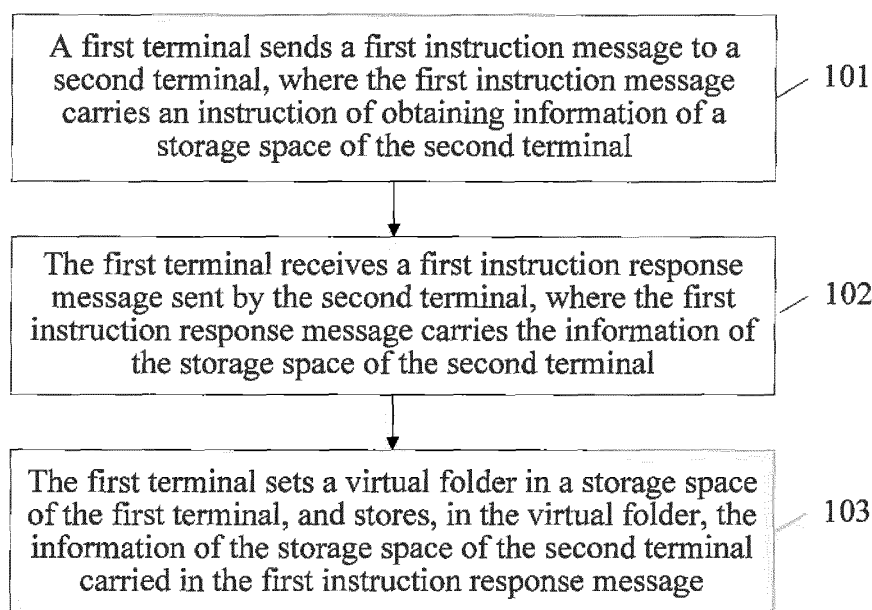 A first terminal sends a first instruction message to a
second terminal, where the first instruction message
carries an instruction of obtaining information of a
storage space of the second terminal
101
The first terminal receives a first instruction response
message sent by the second terminal, where the first
instruction response message carries the information of
the storage space of the second terminal
102
The first terminal sets a virtual folder in a storage space
of the first terminal, and stores, in the virtual folder, the
information of the storage space of the second terminal
carried in the first instruction response message
103